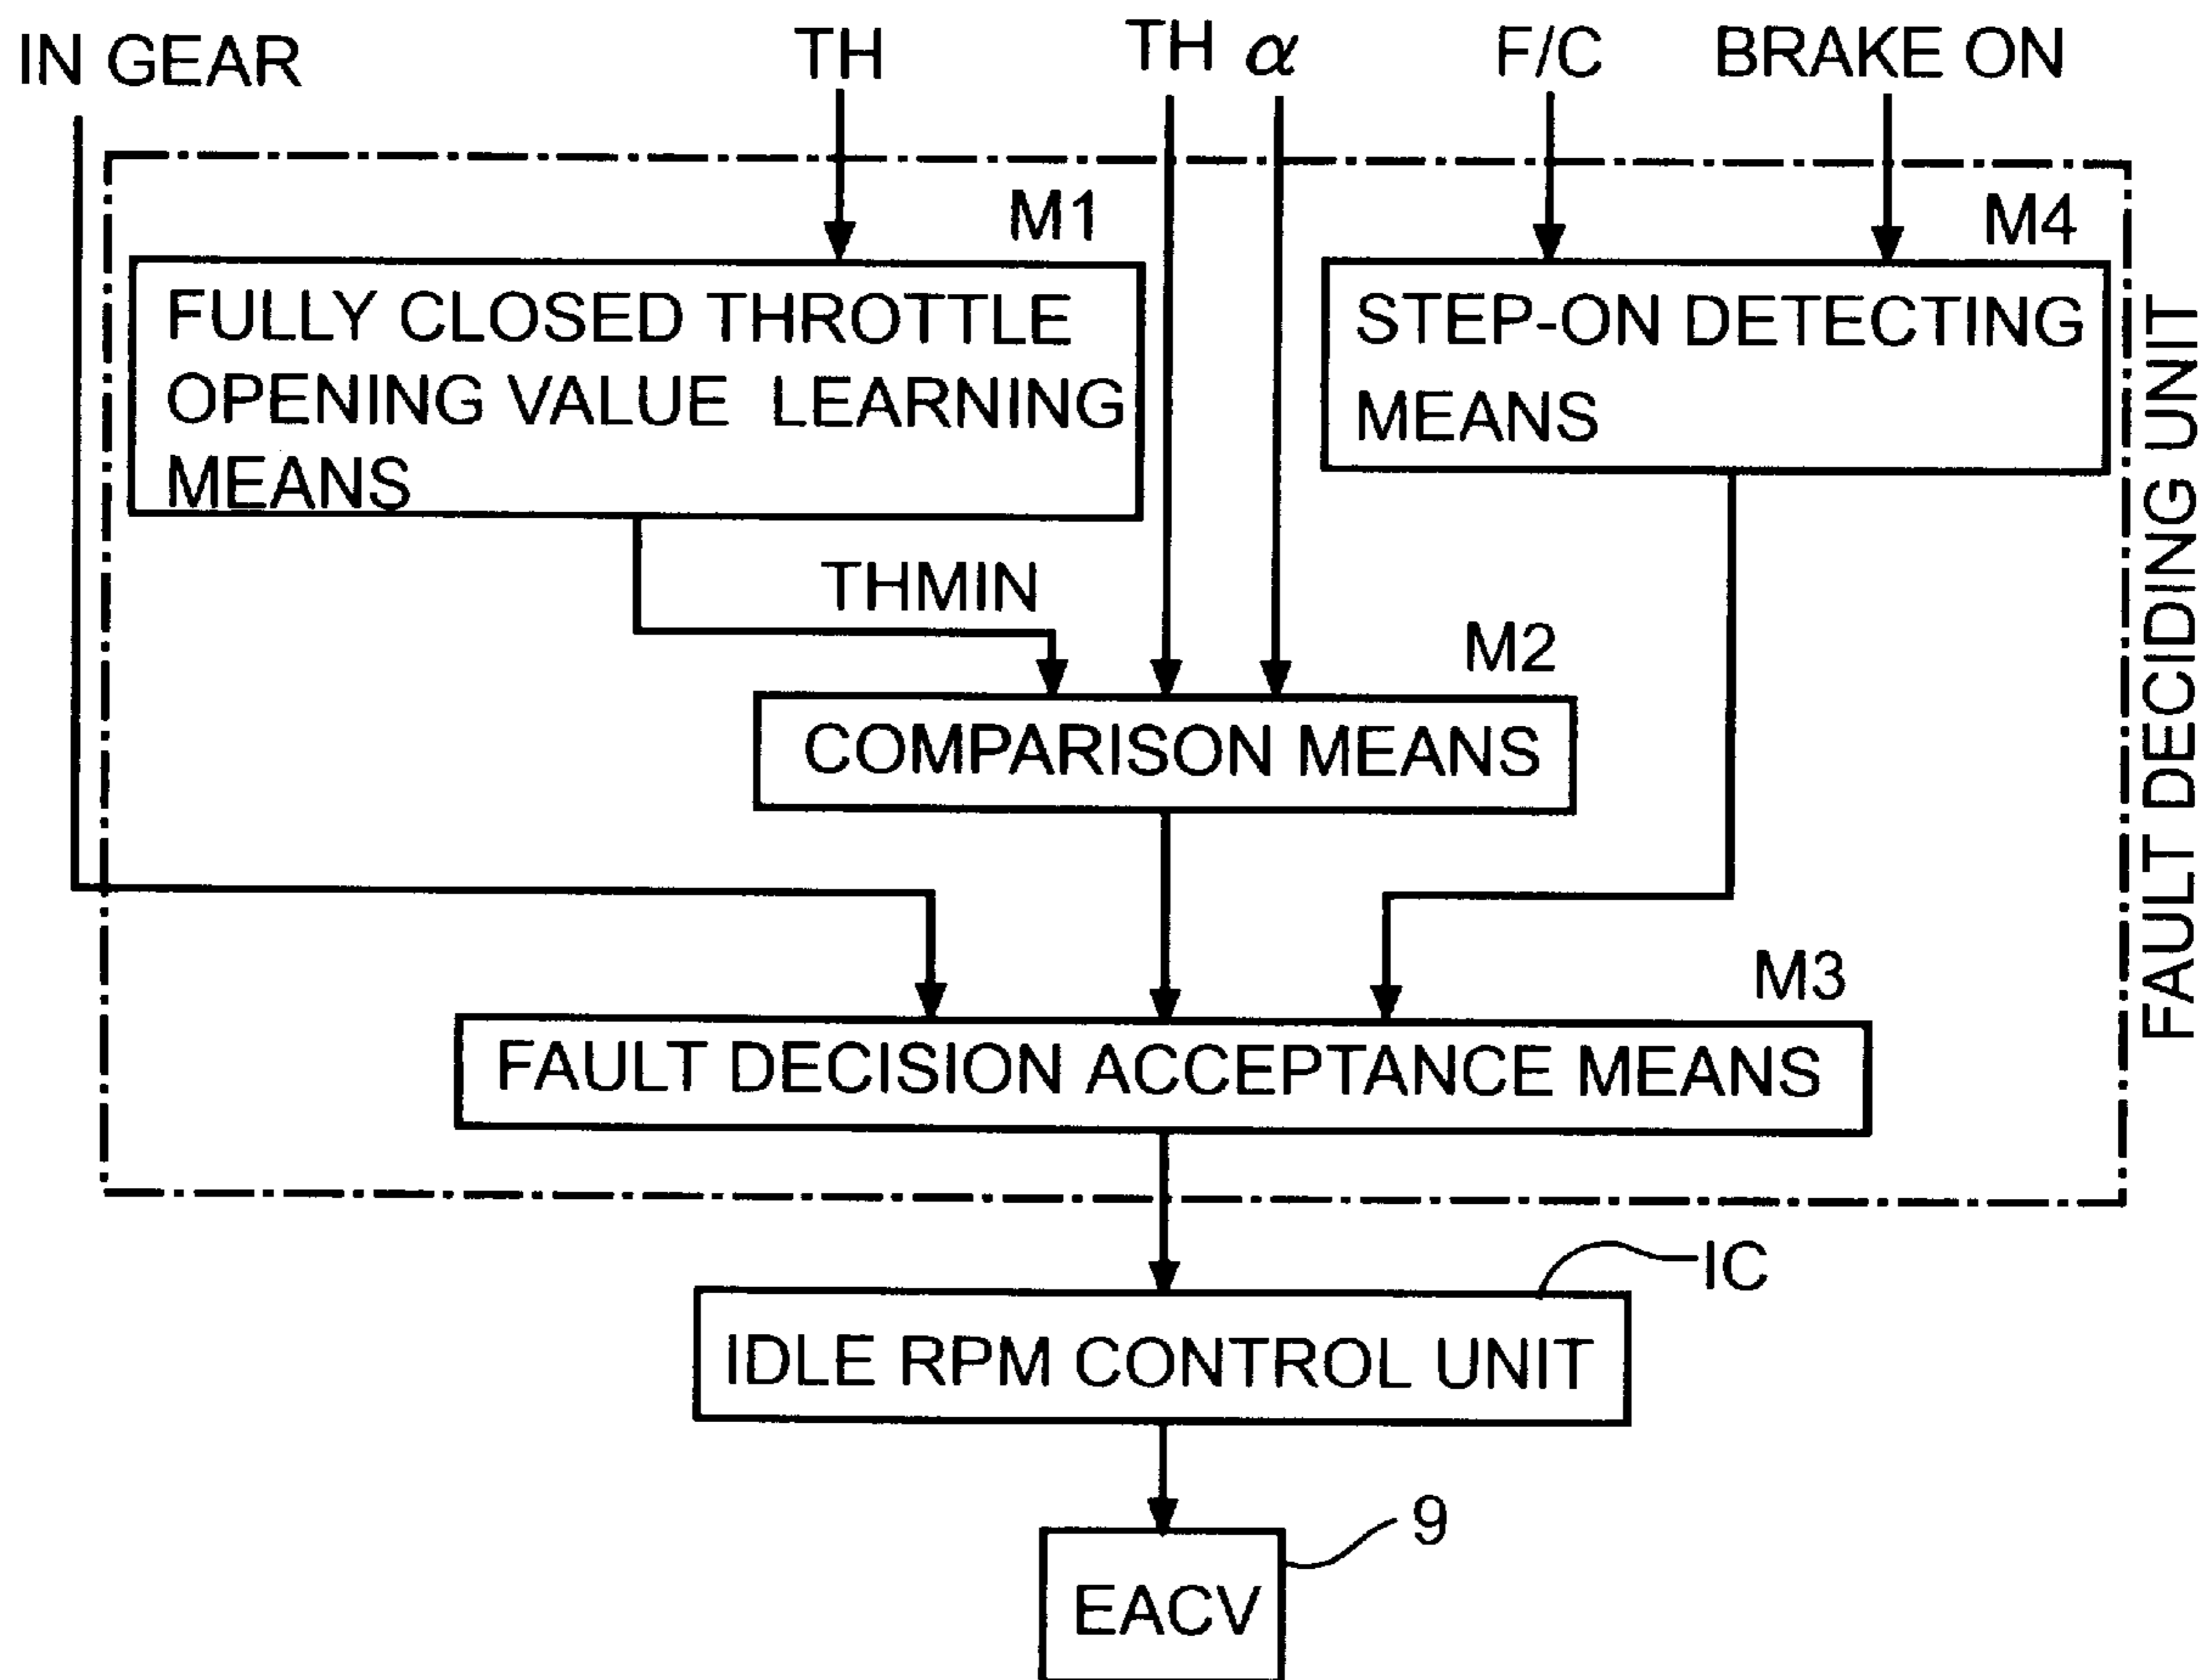 IN GEAR
TH
TH α
F/C
BRAKE ON
M1
M4
FULLY CLOSED THROTTLE
OPENING VALUE LEARNING
MEANS
STEP-ON DETECTING
MEANS
FAULT DECIDING UNIT
THMIN
M2
COMPARISON MEANS
M3
FAULT DECISION ACCEPTANCE MEANS
IC
IDLE RPM CONTROL UNIT
9
EACV